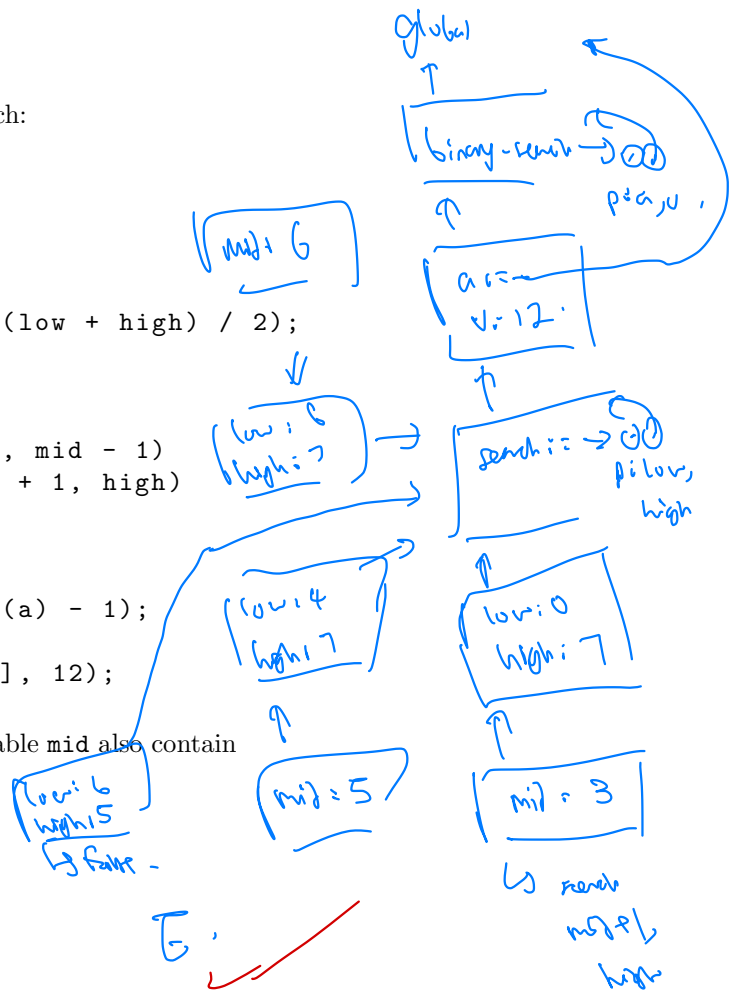 global
ch:
binary-search
p: a, v
mid: 6
a :=
v: 12
(low + high) / 2);
low: 6
high: 7
search:=
p: low,
high
, mid - 1)
+ 1, high)
low: 4
high: 7
low: 0
high: 7
(a) - 1);
], 12);
able mid also contain
low: 6
high: 5
↳ false
mid: 5
mid: 3
↳ search
mid+1,
high
E.